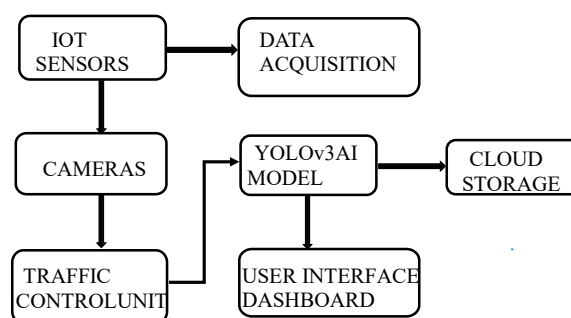 IOT
SENSORS
DATA
ACQUISITION
CAMERAS
YOLOv3AI
MODEL
CLOUD
STORAGE
TRAFFIC
CONTROLUNIT
USER INTERFACE
DASHBOARD